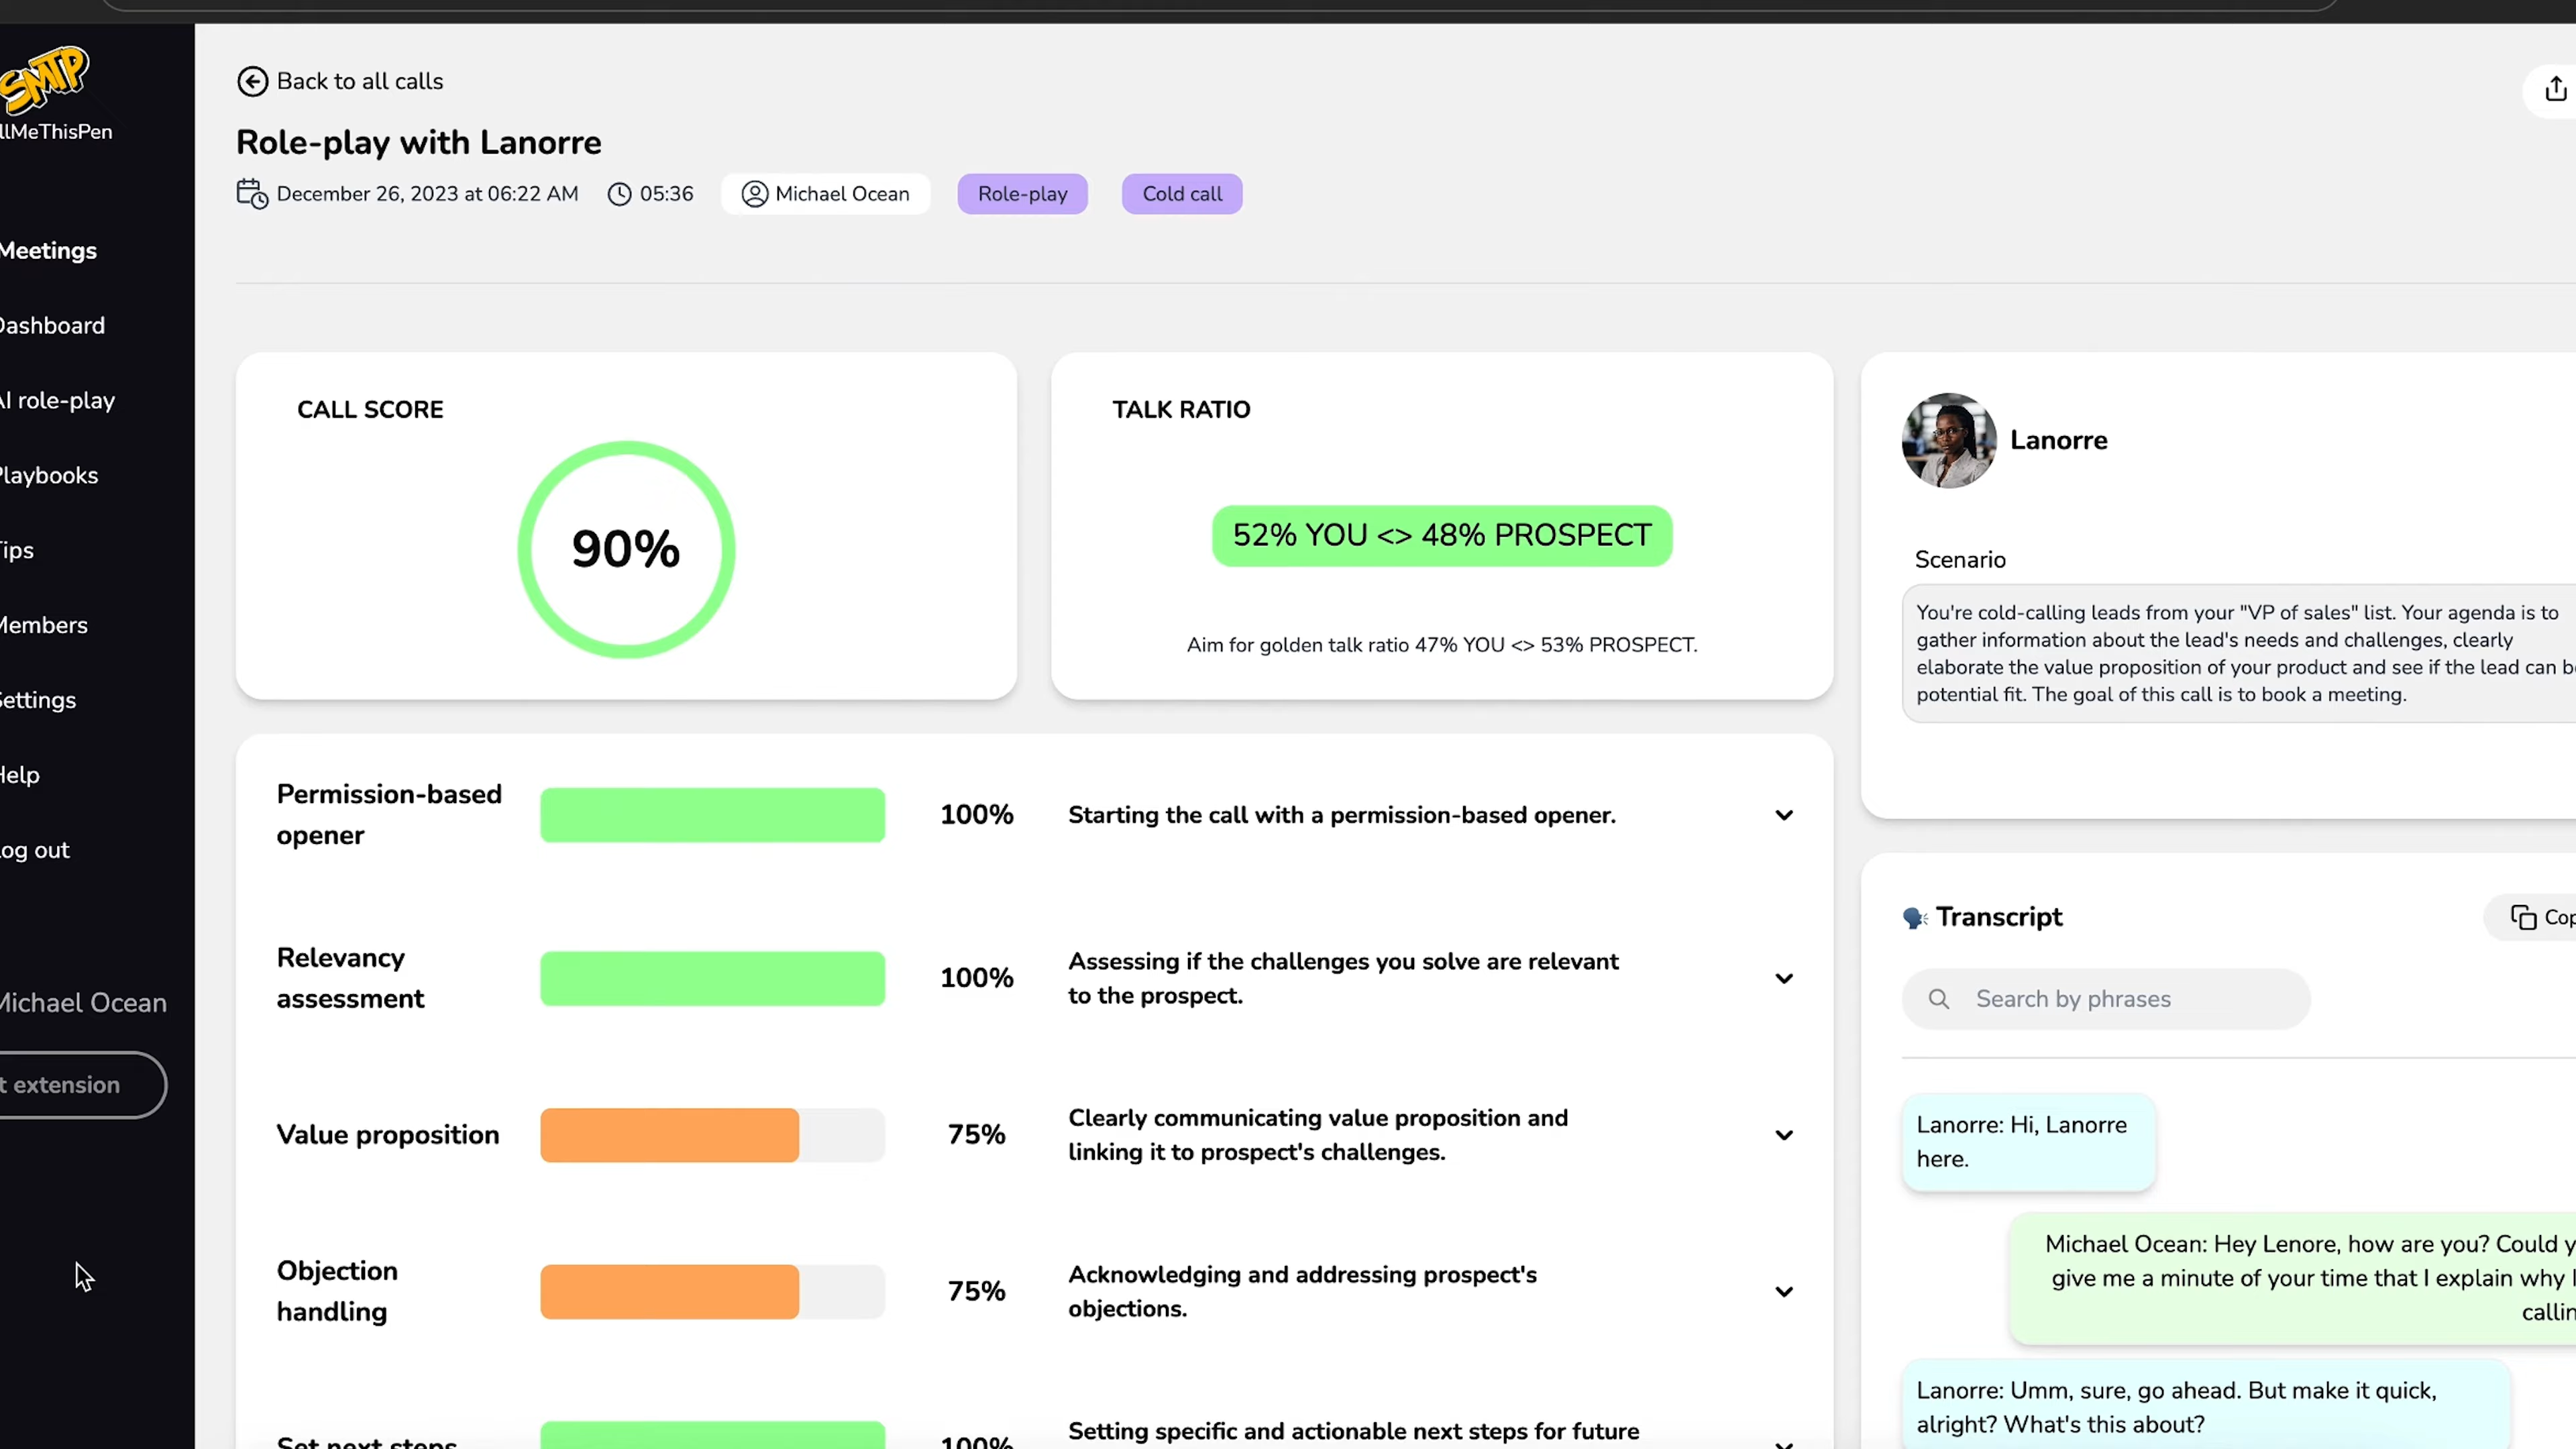 SMTP
llMeThisPen
Meetings
Dashboard
AI role-play
Playbooks
Tips
Members
Settings
Help
Log out
Michael Ocean
t extension
Back to all calls
Role-play with Lanorre
December 26, 2023 at 06:22 AM 05:36 Michael Ocean Role-play Cold call
CALL SCORE
90%
TALK RATIO
52% YOU <> 48% PROSPECT
Aim for golden talk ratio 47% YOU <> 53% PROSPECT.
Permission-based
opener
100%
Starting the call with a permission-based opener.
Relevancy
assessment
100%
Assessing if the challenges you solve are relevant
to the prospect.
Value proposition
75%
Clearly communicating value proposition and
linking it to prospect's challenges.
Objection
handling
75%
Acknowledging and addressing prospect's
objections.
Set next steps
100%
Setting specific and actionable next steps for future
Lanorre
Scenario
You're cold-calling leads from your "VP of sales" list. Your agenda is to
gather information about the lead's needs and challenges, clearly
elaborate the value proposition of your product and see if the lead can b
potential fit. The goal of this call is to book a meeting.
🗣 Transcript
Cop
Search by phrases
Lanorre: Hi, Lanorre
here.
Michael Ocean: Hey Lenore, how are you? Could y
give me a minute of your time that I explain why I
callin
Lanorre: Umm, sure, go ahead. But make it quick,
alright? What's this about?